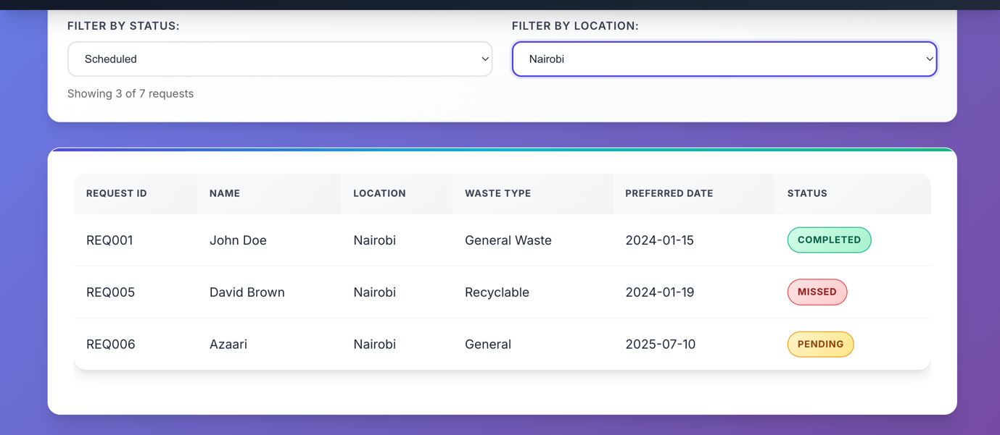 FILTER BY STATUS: FILTER BY LOCATION:
Scheduled Nairobi
Showing 3 of 7 requests
REQUEST ID NAME LOCATION WASTE TYPE PREFERRED DATE STATUS
REQ001 John Doe Nairobi General Waste 2024-01-15 COMPLETED
REQ005 David Brown Nairobi Recyclable 2024-01-19 MISSED
REQ006 Azaari Nairobi General 2025-07-10 PENDING